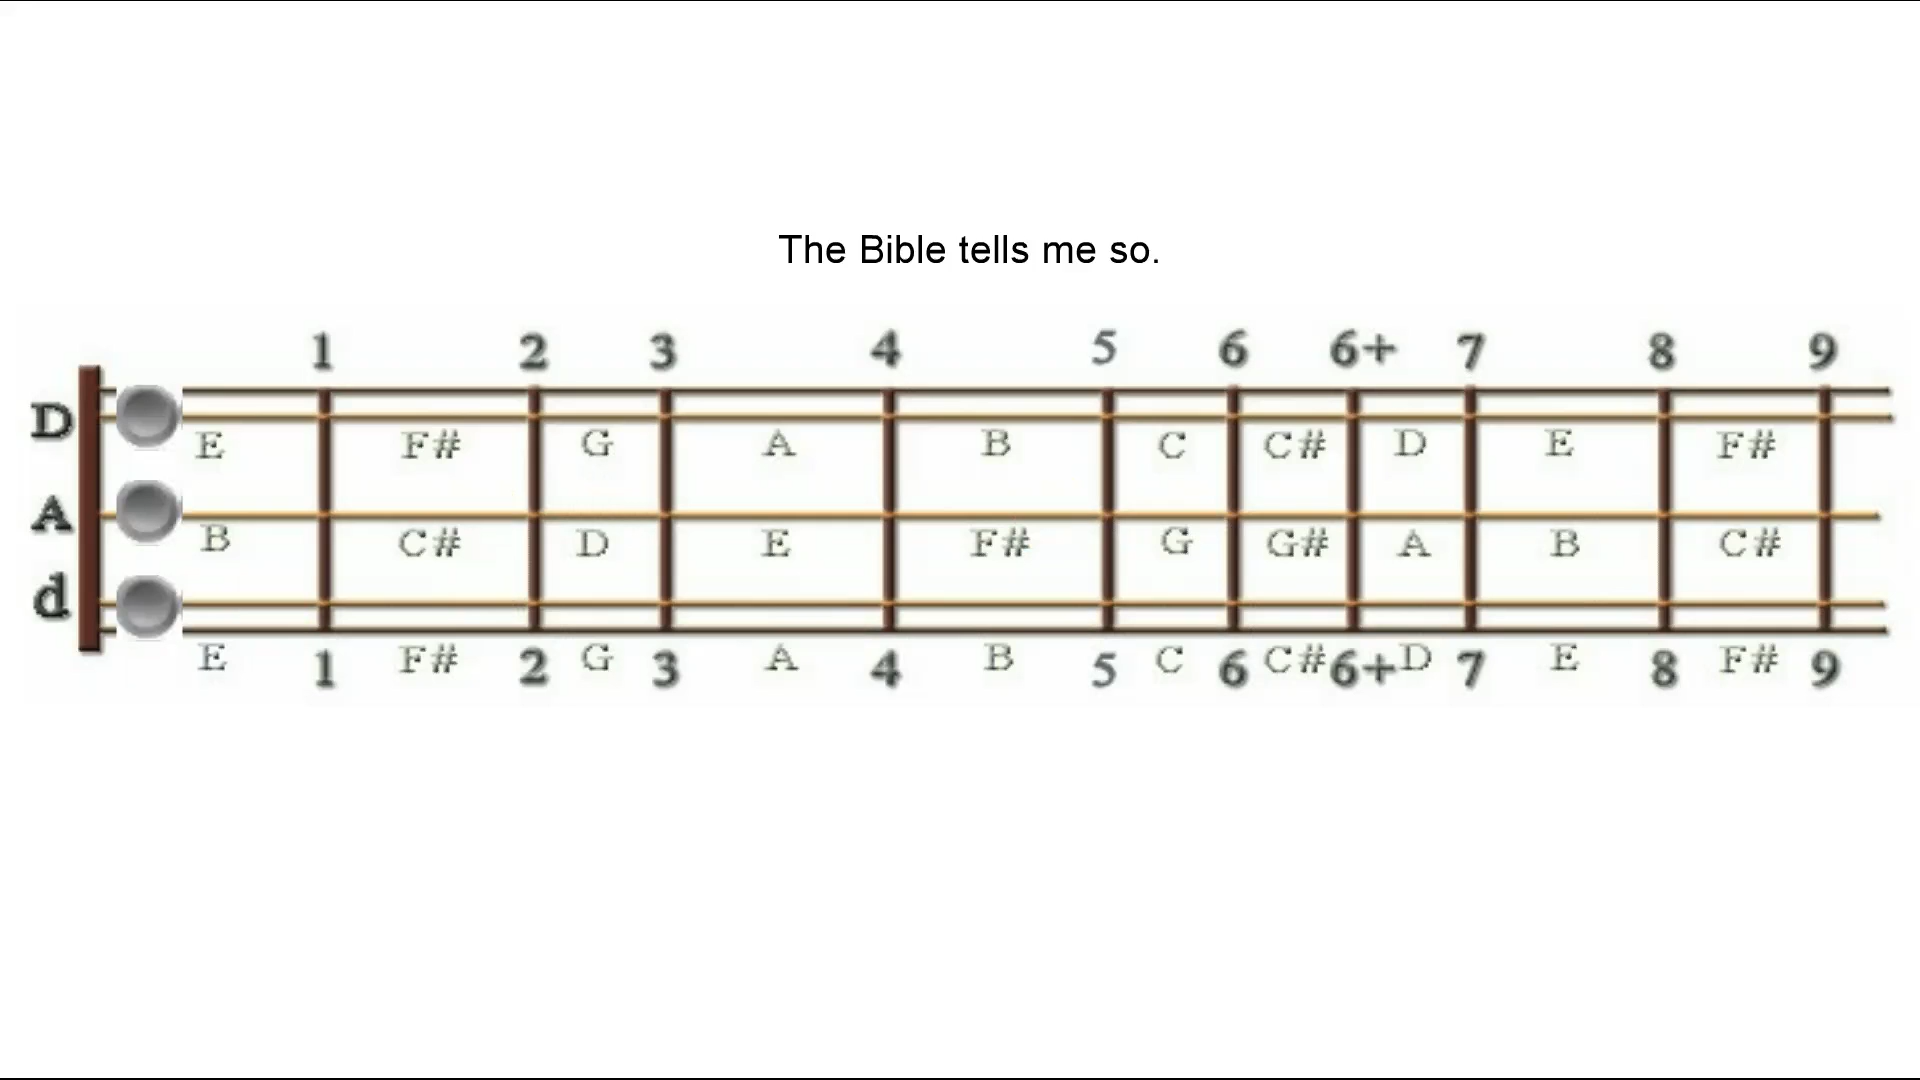 The Bible tells me so.
1 2 3 4 5 6 6+ 7 8 9
D
E F# G A B C C# D E F#
A
B C# D E F# G G# A B C#
d
E 1 F# 2 G 3 A 4 B 5 C 6 C# 6+ D 7 E 8 F# 9